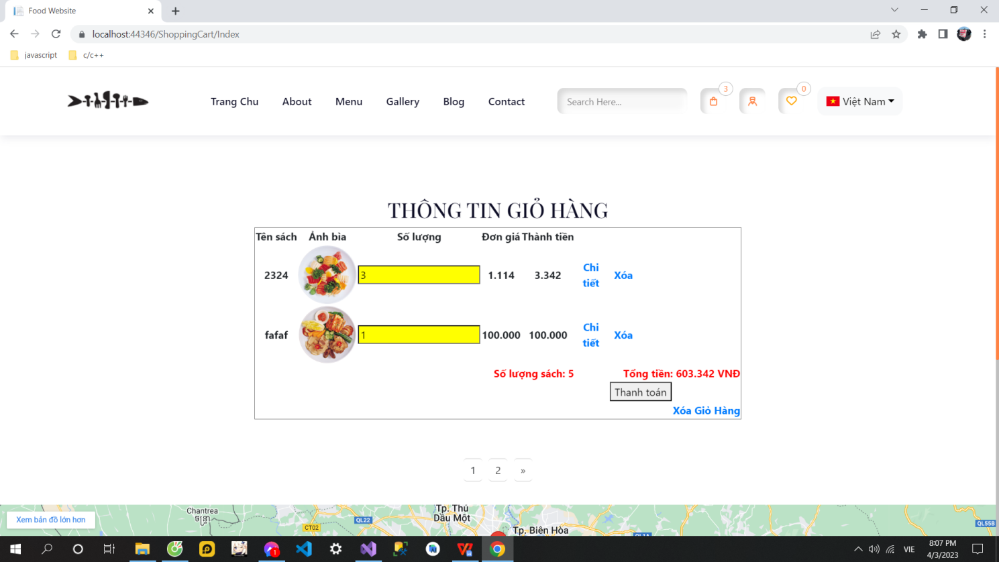 Food Website
localhost:44346/ShoppingCart/Index
javascript
c/c++
Trang Chu
About
Menu
Gallery
Blog
Contact
Search Here...
3
0
Việt Nam
THÔNG TIN GIỎ HÀNG
Tên sách Ảnh bìa Số lượng Đơn giá Thành tiền
2324 3 1.114 3.342 Chi tiết Xóa
fafaf 1 100.000 100.000 Chi tiết Xóa
Số lượng sách: 5 Tổng tiền: 603.342 VNĐ
Thanh toán
Xóa Giỏ Hàng
1 2 »
Xem bản đồ lớn hơn
Chantrea
CT02
QL22
Tp. Thủ
Dầu Một
Tp. Biên Hòa
QL1A
QL55B
1
VIE
8:07 PM
4/3/2023